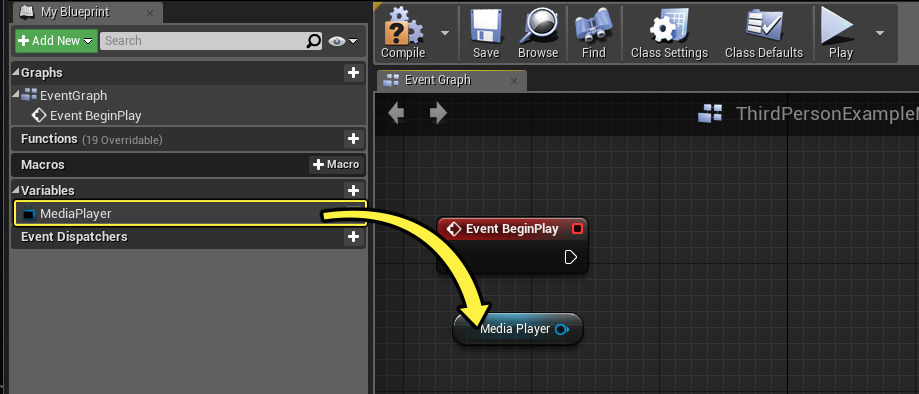 My Blueprint
Add New
Search
Graphs
EventGraph
Event BeginPlay
Functions (19 Overridable)
Macros
Macro
Variables
MediaPlayer
Event Dispatchers
Compile
Save
Browse
Find
Class Settings
Class Defaults
Play
Event Graph
ThirdPersonExample
Event BeginPlay
Media Player